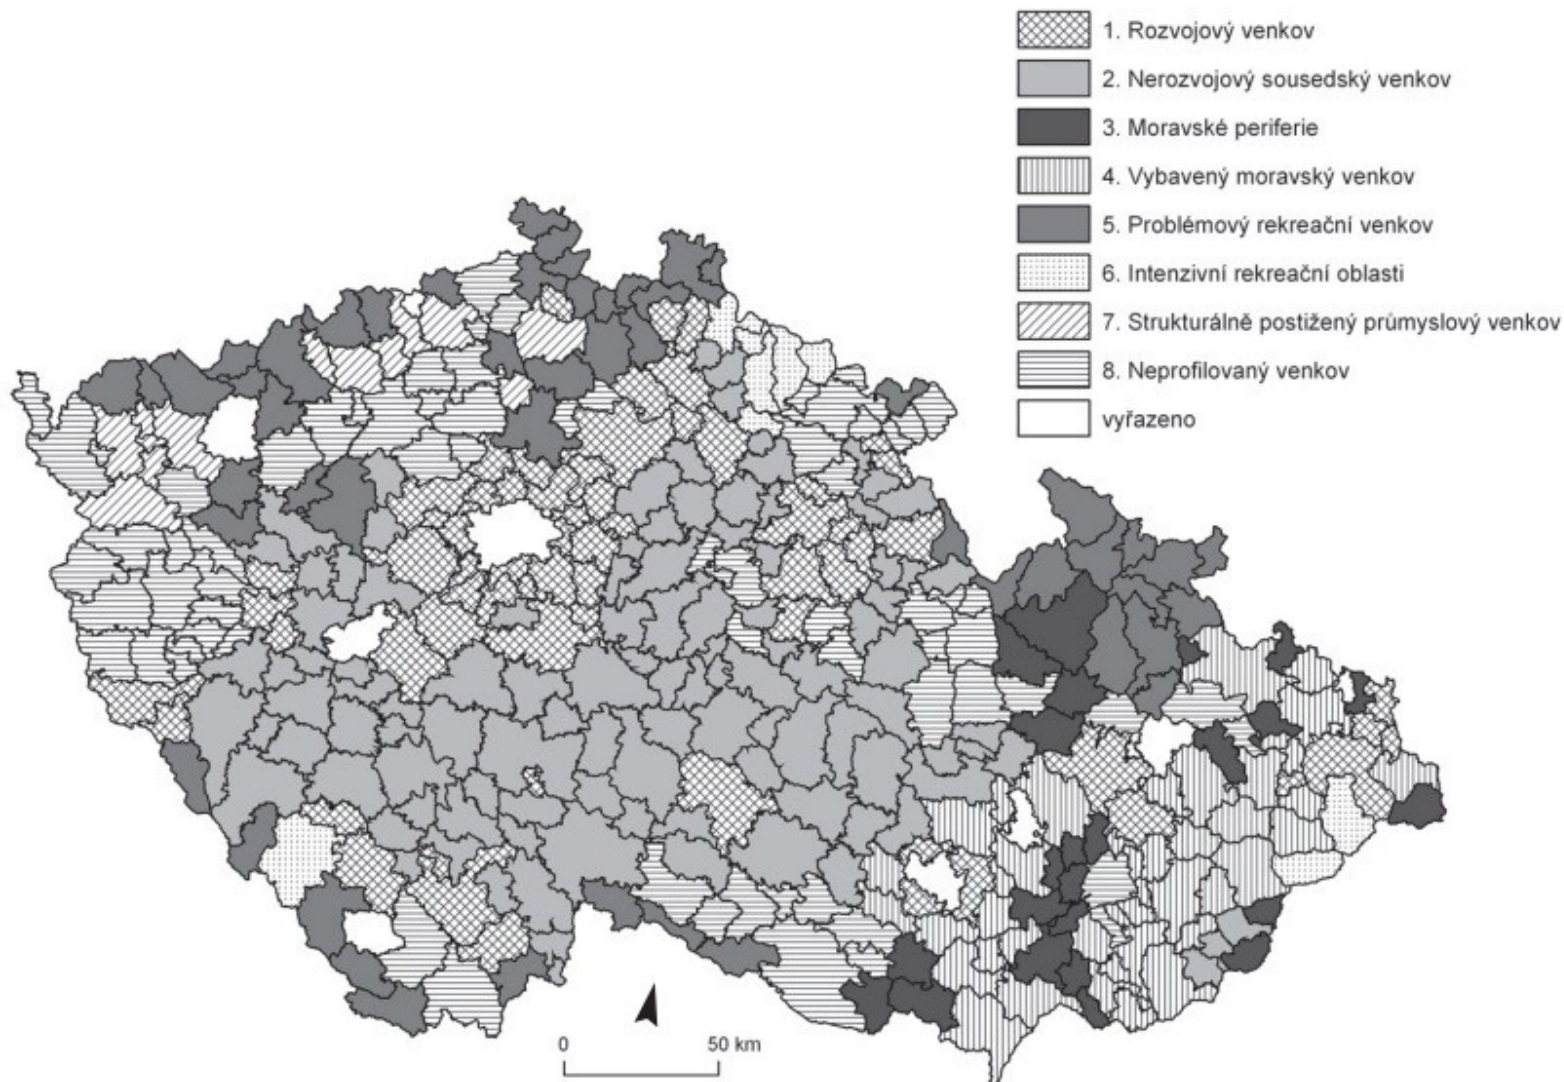 1. Rozvojový venkov
2. Nerozvojový sousedský venkov
3. Moravské periferie
4. Vybavený moravský venkov
5. Problémový rekreační venkov
6. Intenzivní rekreační oblasti
7. Strukturálně postižený průmyslový venkov
8. Neprofilovaný venkov
vyřazeno
0 50 km